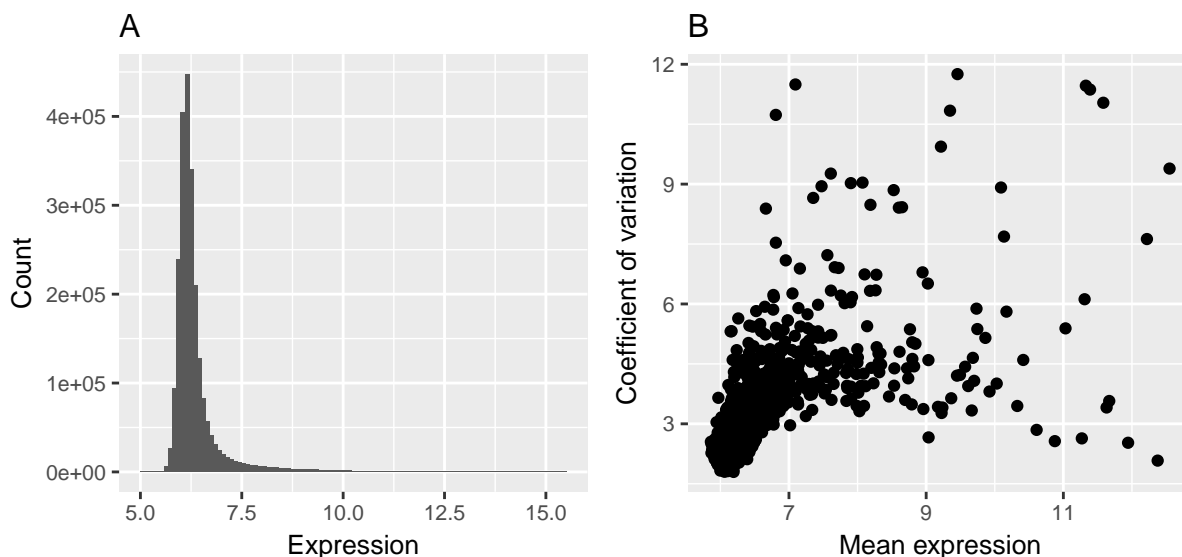 A
4e+05
3e+05
2e+05
1e+05
0e+00
Count
5.0 7.5 10.0 12.5 15.0
Expression
B
12
9
6
3
Coefficient of variation
7 9 11
Mean expression